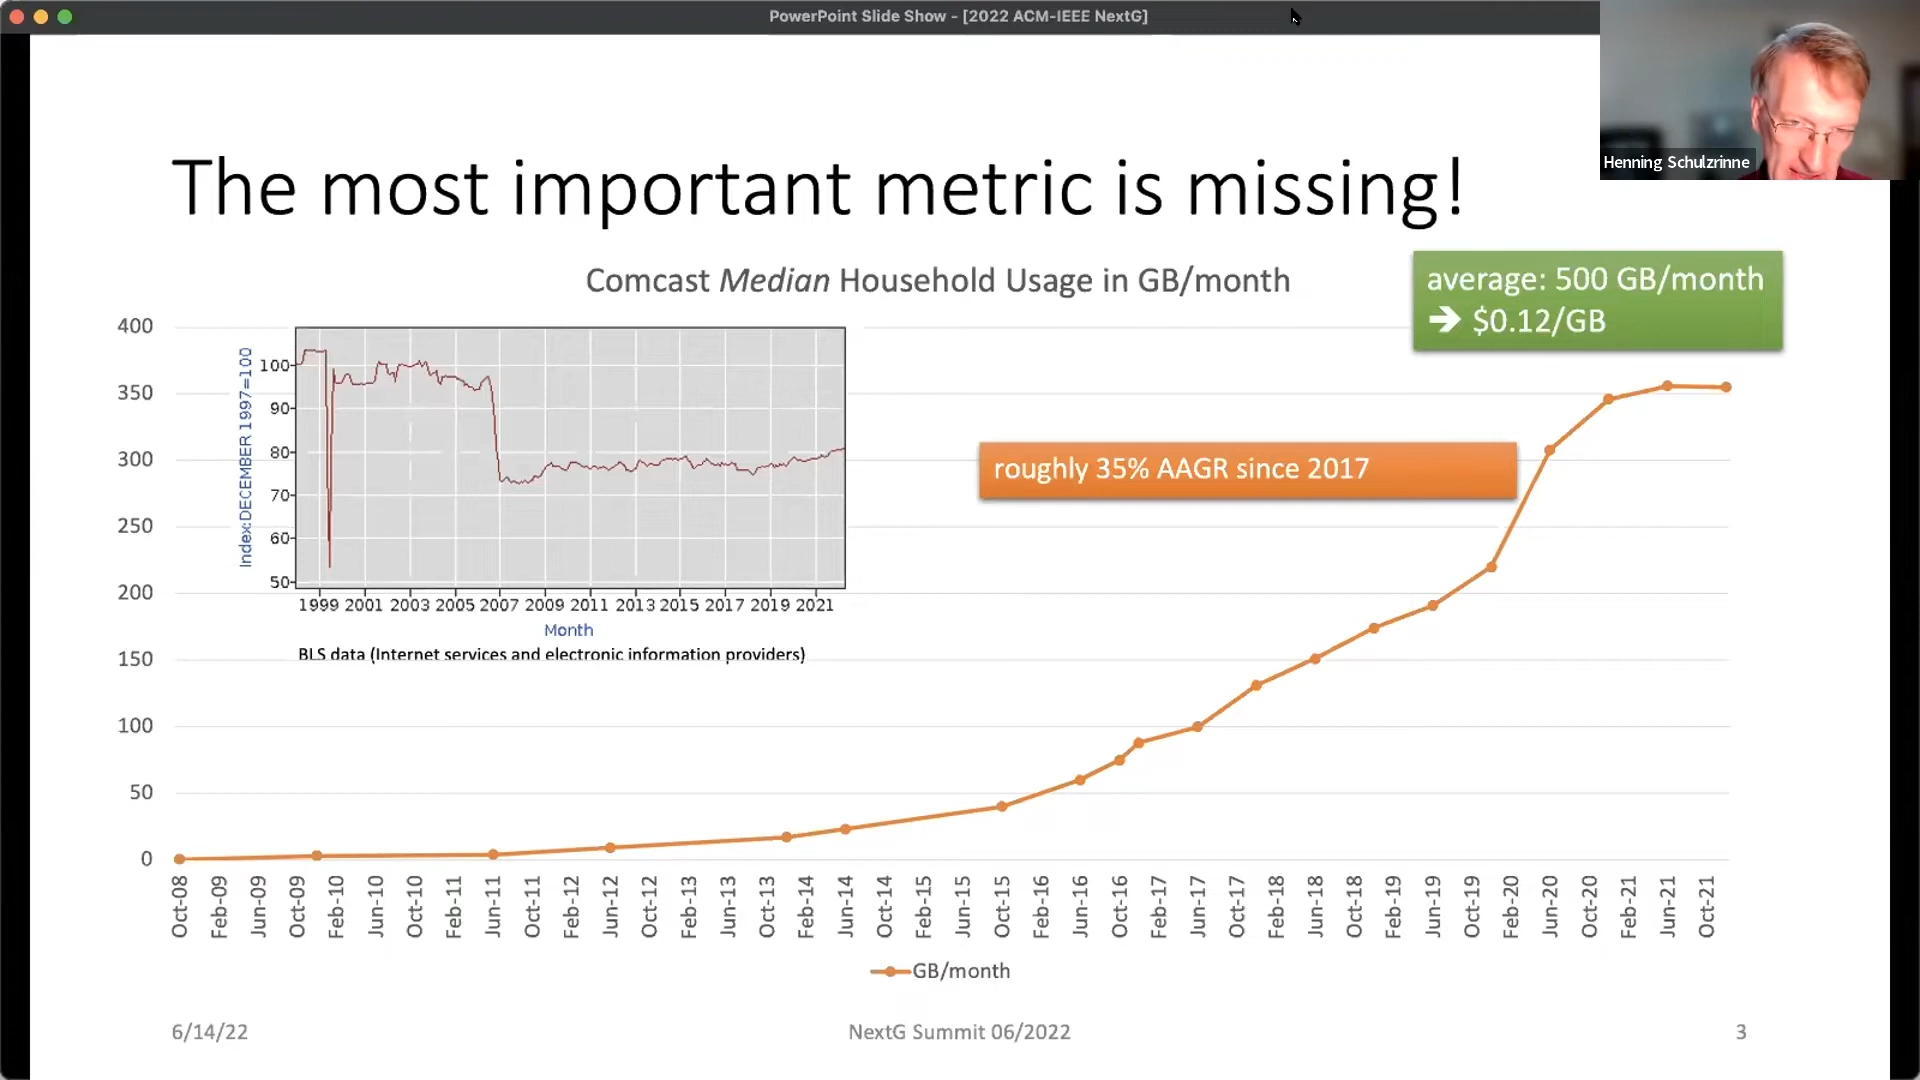 PowerPoint Slide Show - [2022 ACM-IEEE NextG]
Henning Schulzrinne
The most important metric is missing!
Comcast Median Household Usage in GB/month
average: 500 GB/month
➔ $0.12/GB
roughly 35% AAGR since 2017
400
350
300
250
200
150
100
50
0
Index:DECEMBER 1997=100
100
90
80
70
60
50
1999 2001 2003 2005 2007 2009 2011 2013 2015 2017 2019 2021
Month
BLS data (Internet services and electronic information providers)
Oct-08 Feb-09 Jun-09 Oct-09 Feb-10 Jun-10 Oct-10 Feb-11 Jun-11 Oct-11 Feb-12 Jun-12 Oct-12 Feb-13 Jun-13 Oct-13 Feb-14 Jun-14 Oct-14 Feb-15 Jun-15 Oct-15 Feb-16 Jun-16 Oct-16 Feb-17 Jun-17 Oct-17 Feb-18 Jun-18 Oct-18 Feb-19 Jun-19 Oct-19 Feb-20 Jun-20 Oct-20 Feb-21 Jun-21 Oct-21
GB/month
6/14/22
NextG Summit 06/2022
3